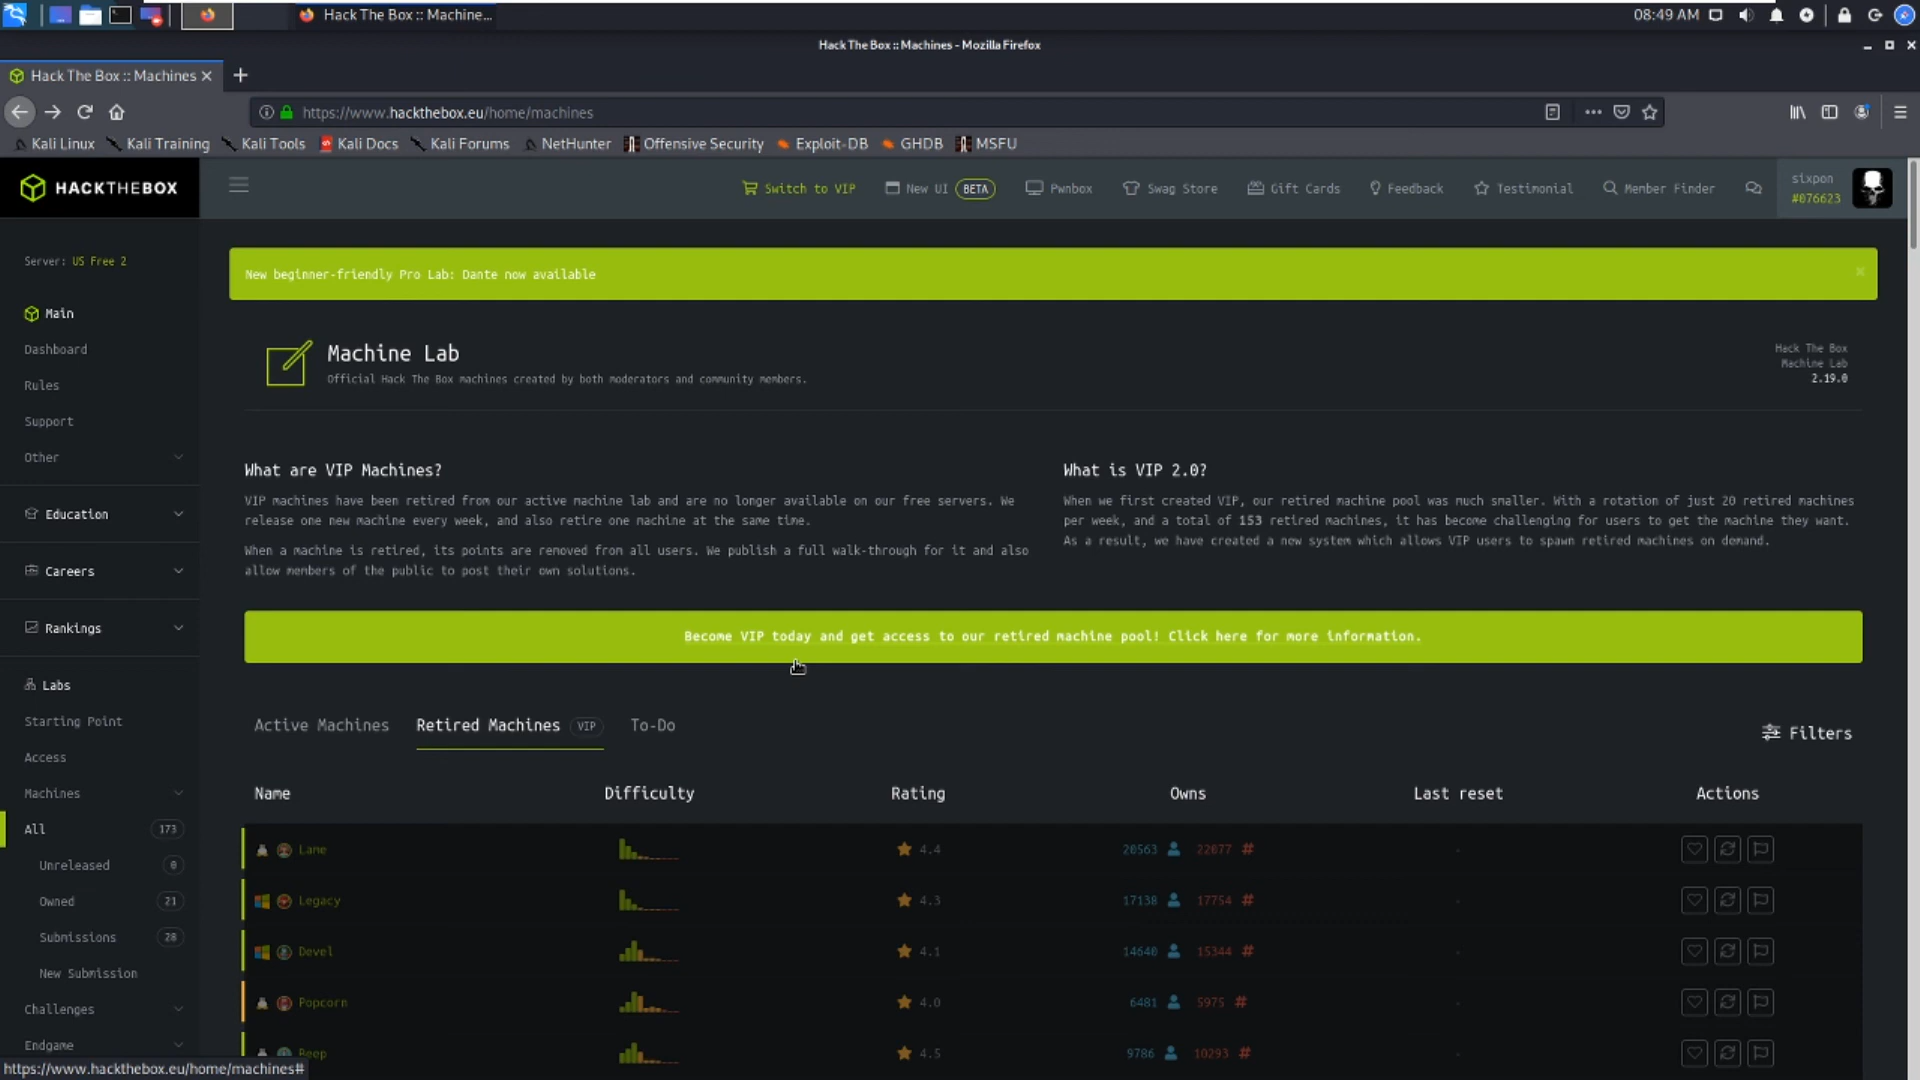 Hack The Box :: Machine...
08:49 AM
Hack The Box :: Machines - Mozilla Firefox
Hack The Box :: Machines
https://www.hackthebox.eu/home/machines
Kali Linux Kali Training Kali Tools Kali Docs Kali Forums NetHunter Offensive Security Exploit-DB GHDB MSFU
HACKTHEBOX
Switch to VIP New UI BETA Pwnbox Swag Store Gift Cards Feedback Testimonial Member Finder
sixpon
#076623
Server: US Free 2
Main
Dashboard
Rules
Support
Other
Education
Careers
Rankings
Labs
Starting Point
Access
Machines
All 173
Unreleased 0
Owned 21
Submissions 28
New Submission
Challenges
Endgame
New beginner-friendly Pro Lab: Dante now available ×
Machine Lab
Official Hack The Box machines created by both moderators and community members.
Hack The Box
Machine Lab
2.19.0
What are VIP Machines?
VIP machines have been retired from our active machine lab and are no longer available on our free servers. We
release one new machine every week, and also retire one machine at the same time.
When a machine is retired, its points are removed from all users. We publish a full walk-through for it and also
allow members of the public to post their own solutions.
What is VIP 2.0?
When we first created VIP, our retired machine pool was much smaller. With a rotation of just 20 retired machines
per week, and a total of 153 retired machines, it has become challenging for users to get the machine they want.
As a result, we have created a new system which allows VIP users to spawn retired machines on demand.
Become VIP today and get access to our retired machine pool! Click here for more information.
Active Machines Retired Machines VIP To-Do
Filters
Name Difficulty Rating Owns Last reset Actions
Lame 4.4 20563 22077 # -
Legacy 4.3 17138 17754 # -
Devel 4.1 14640 15344 # -
Popcorn 4.0 6481 5975 # -
Beep 4.5 9786 10293 # -
https://www.hackthebox.eu/home/machines#